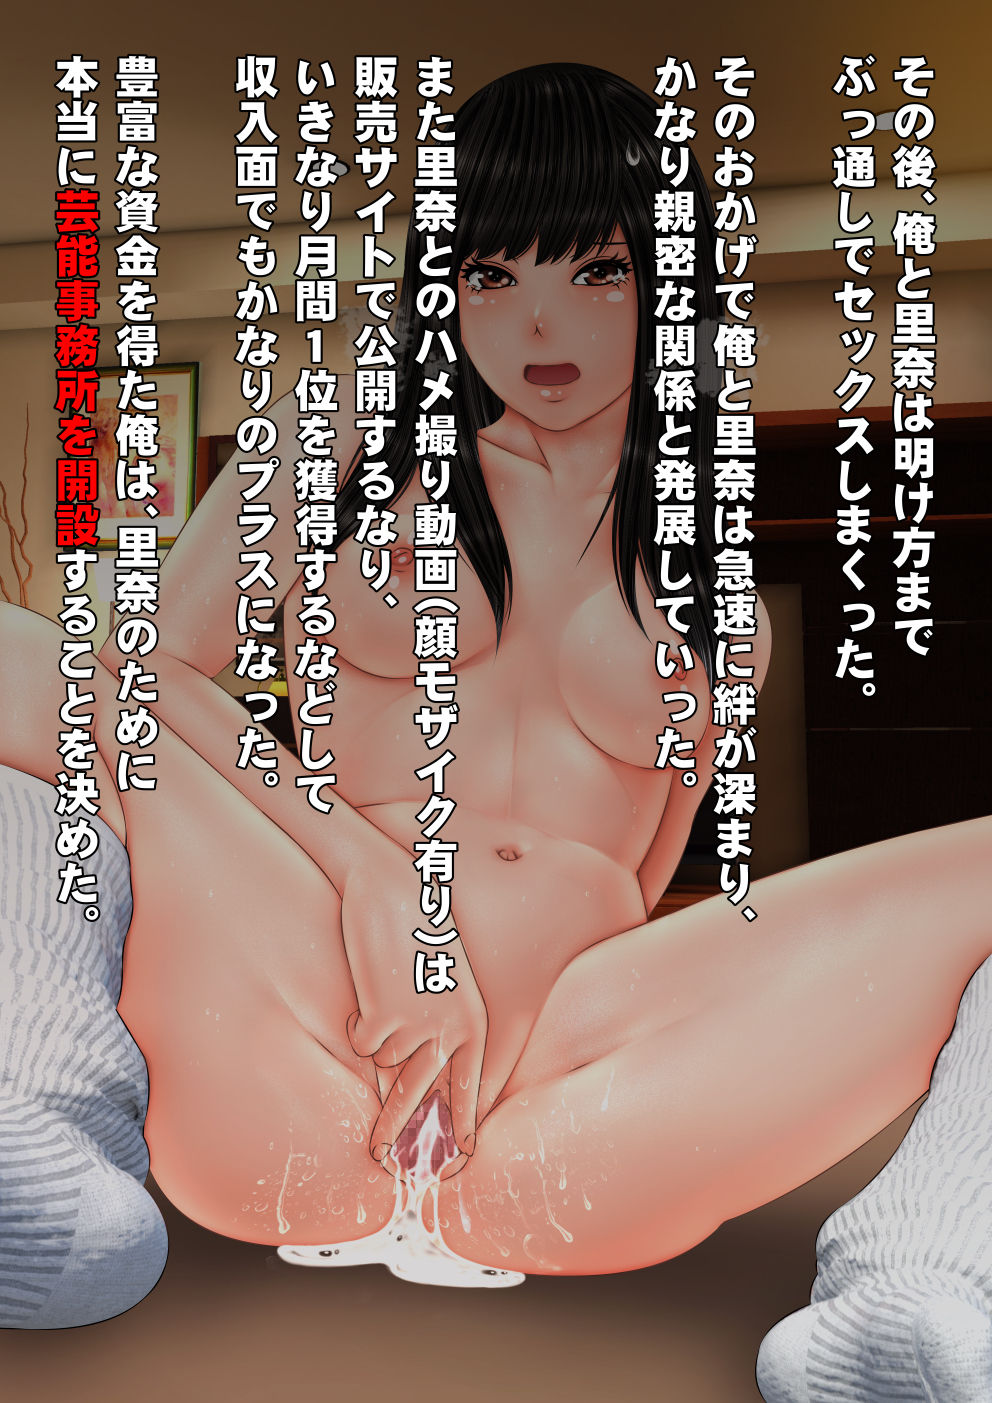 その後、俺と里奈は明け方まで
ぶっ通しでセックスしまくった。
そのおかげで俺と里奈は急速に絆が深まり、
かなり親密な関係と発展していった。
また里奈とのハメ撮り動画(顔モザイク有り)は
販売サイトで公開するなり、
いきなり月間1位を獲得するなどして
収入面でもかなりのプラスになった。
豊富な資金を得た俺は、里奈のために
本当に芸能事務所を開設することを決めた。